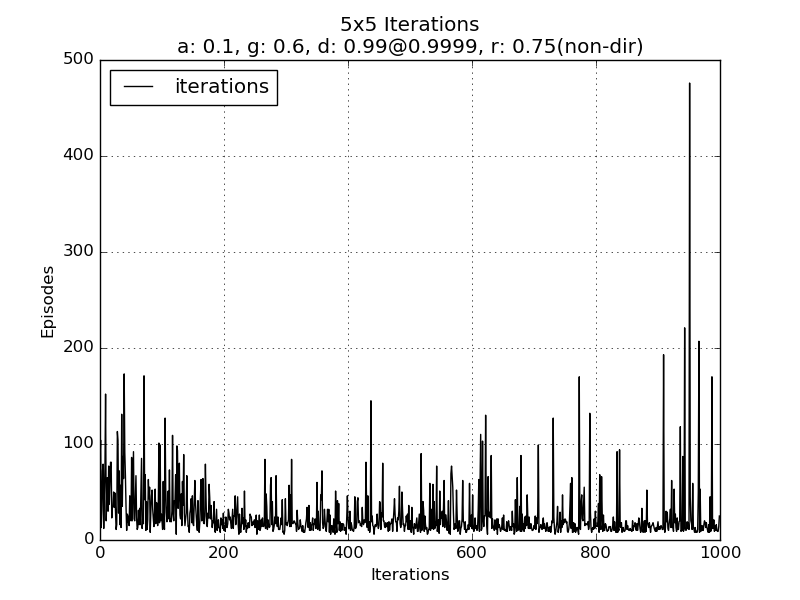 5x5 Iterations
a: 0.1, g: 0.6, d: 0.99@0.9999, r: 0.75(non-dir)
500
iterations
400
300
Episodes
200
100
0
0 200 400 600 800 1000
Iterations